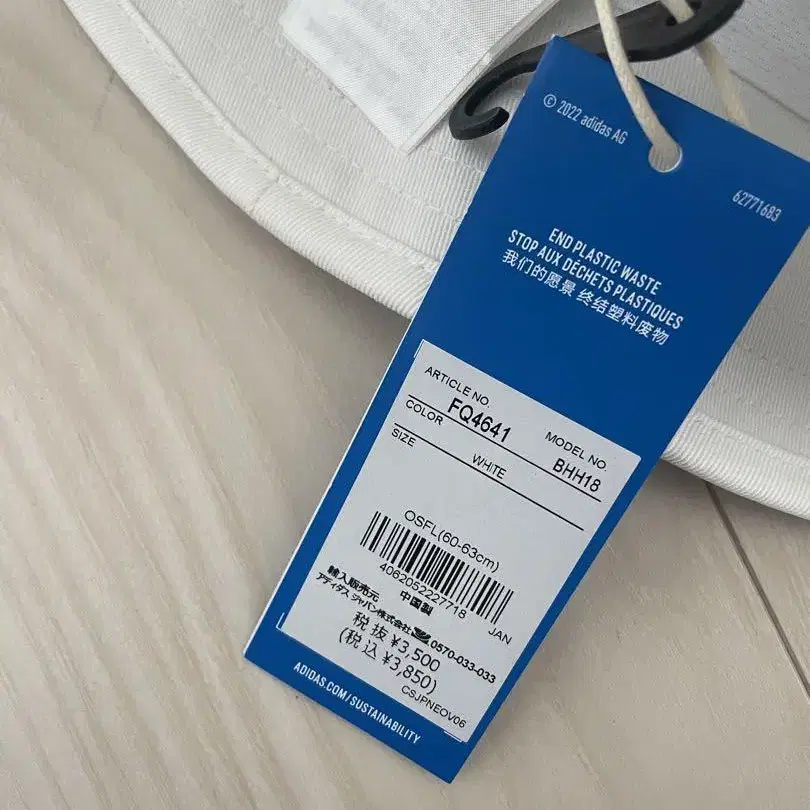 © 2022 adidas AG
62771683
END PLASTIC WASTE
STOP AUX DÉCHETS PLASTIQUES
我们的愿景 终结塑料废物
ARTICLE NO.
FQ4641
MODEL NO.
BHH18
COLOR
WHITE
SIZE
OSFL(60-63cm)
4062052227718
JAN
中国製
輸入販売元
アディダス ジャパン株式会社 0570-033-033
税抜 ¥3,500
(税込 ¥3,850)
CSJPNEOV06
ADIDAS.COM/SUSTAINABILITY